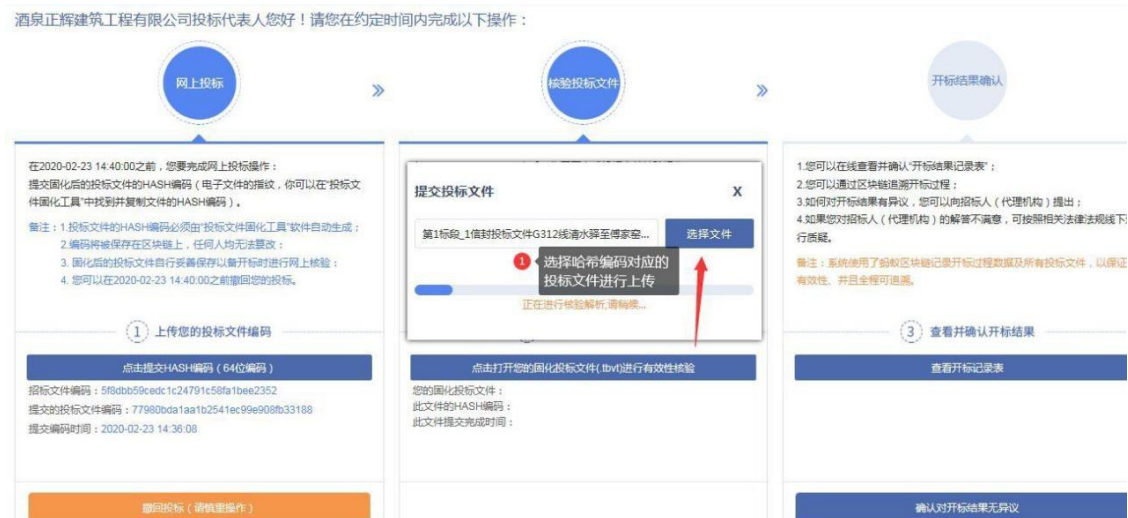 酒泉正辉建筑工程有限公司投标代表人您好！请您在约定时间内完成以下操作：
网上投标
»
核验投标文件
»
开标结果确认
在2020-02-23 14:40:00之前，您要完成网上投标操作：
提交固化后的投标文件的HASH编码（电子文件的指纹，你可以在"投标文
件固化工具"中找到并复制文件的HASH编码）。
备注：1.投标文件的HASH编码必须由"投标文件固化工具"软件自动生成；
2.编码将被保存在区块链上，任何人均无法篡改；
3. 固化后的投标文件自行妥善保存以备开标时进行网上核验；
4. 您可以在2020-02-23 14:40:00之前撤回您的投标。
1 上传您的投标文件编码
点击提交HASH编码（64位编码）
招标文件编码：5f8dbb59cedc1c24791c58fa1bee2352
提交的投标文件编码：77980bda1aa1b2541ec99e908fb33188
提交编码时间：2020-02-23 14:36:08
撤回投标（请慎重操作）
提交投标文件
X
第1标段_1信封投标文件G312线清水驿至傅家窑...
选择文件
1 选择哈希编码对应的
投标文件进行上传
正在进行核验解析,请稍候...
点击打开您的固化投标文件(.tbvt)进行有效性核验
您的固化投标文件：
此文件的HASH编码：
此文件提交完成时间：
1.您可以在线查看并确认"开标结果记录表"；
2.您可以通过区块链追溯开标过程；
3.如何对开标结果有异议，您可以向招标人（代理机构）提出；
4.如果您对招标人（代理机构）的解答不满意，可按照相关法律法规线下进
行质疑。
备注：系统使用了蚂蚁区块链记录开标过程数据及所有投标文件，以保证
有效性、并且全程可追溯。
3 查看并确认开标结果
查看开标记录表
确认对开标结果无异议